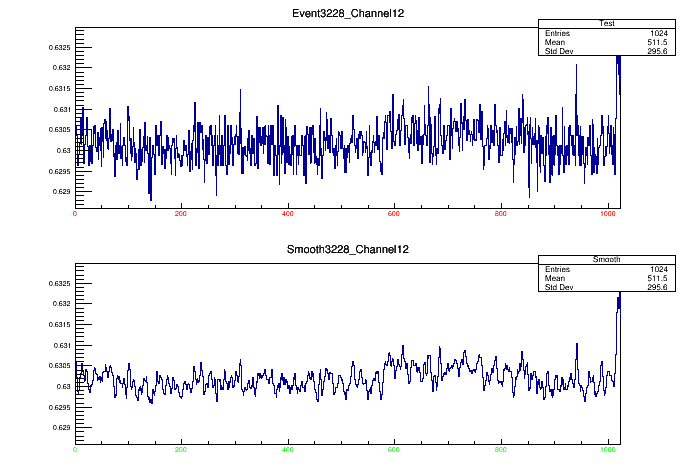 Event3228_Channel12
Test
Entries 1024
Mean 511.5
Std Dev 295.6
0.6325
0.632
0.6315
0.631
0.6305
0.63
0.6295
0.629
0 200 400 600 800 1000
Smooth3228_Channel12
Smooth
Entries 1024
Mean 511.5
Std Dev 295.6
0.6325
0.632
0.6315
0.631
0.6305
0.63
0.6295
0.629
0 200 400 600 800 1000